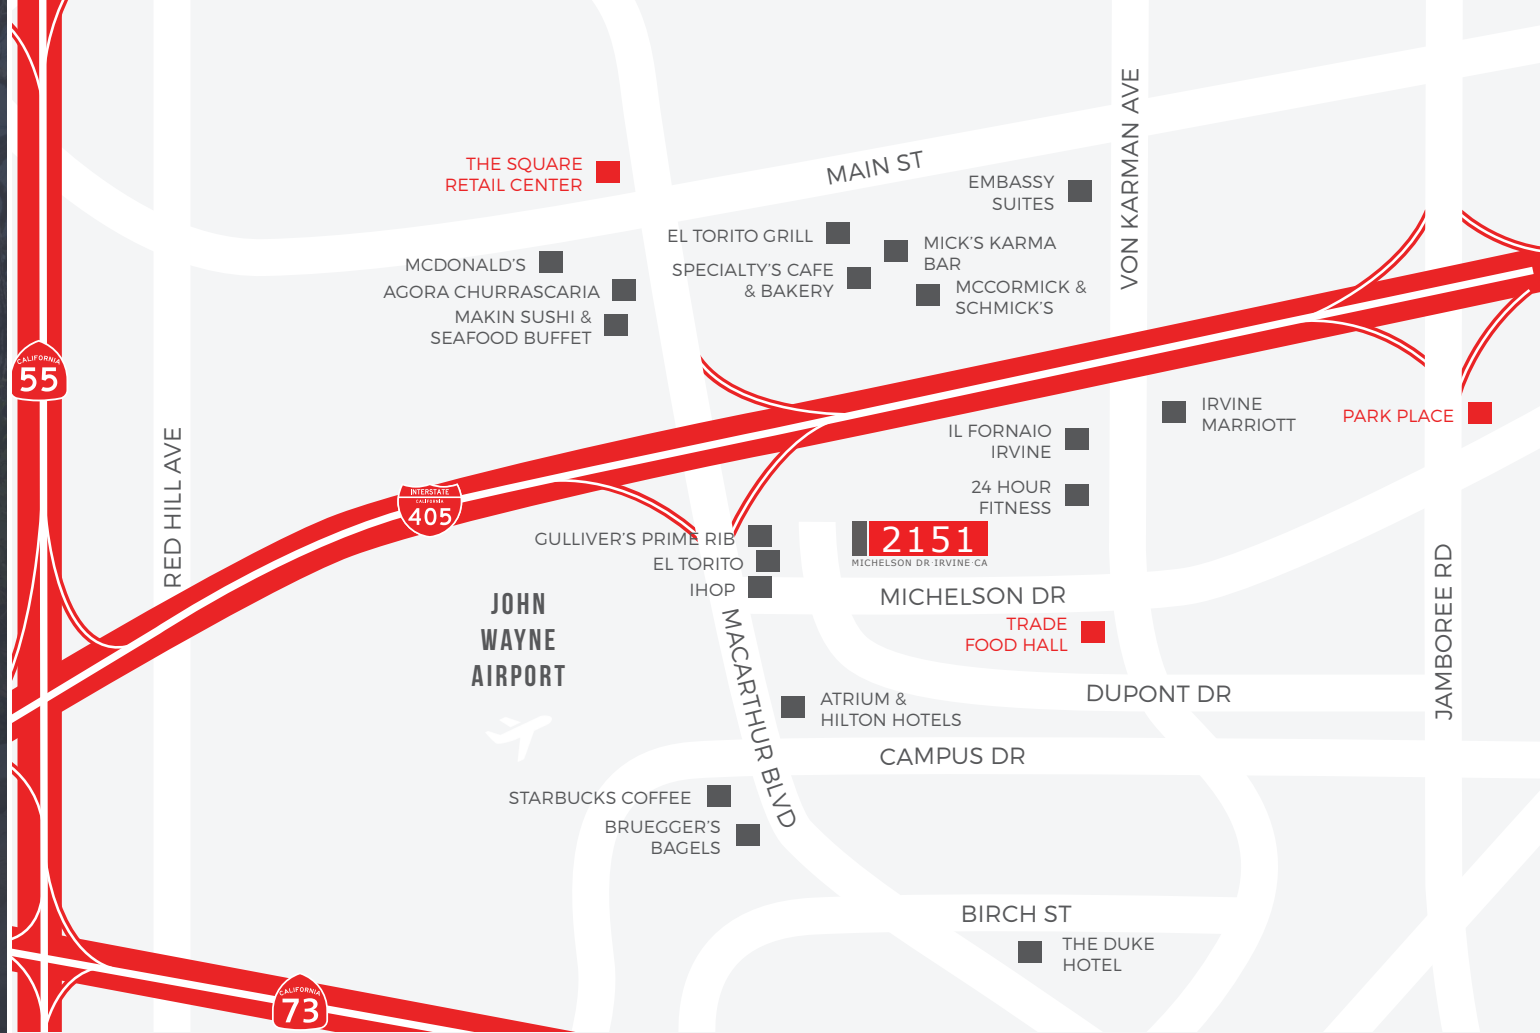 VON KARMAN AVE
MAIN ST
THE SQUARE
RETAIL CENTER
EMBASSY
SUITES
EL TORITO GRILL
MICK'S KARMA
BAR
MCDONALD'S
SPECIALTY'S CAFE
& BAKERY
AGORA CHURRASCARIA
MCCORMICK &
SCHMICK'S
MAKIN SUSHI &
SEAFOOD BUFFET
CALIFORNIA
55
IRVINE
MARRIOTT
PARK PLACE
IL FORNAIO
IRVINE
RED HILL AVE
24 HOUR
FITNESS
INTERSTATE
CALIFORNIA
405
2151
MICHELSON DR·IRVINE·CA
GULLIVER'S PRIME RIB
EL TORITO
IHOP
MICHELSON DR
JOHN
WAYNE
AIRPORT
TRADE
FOOD HALL
JAMBOREE RD
MACARTHUR BLVD
DUPONT DR
ATRIUM &
HILTON HOTELS
CAMPUS DR
STARBUCKS COFFEE
BRUEGGER'S
BAGELS
BIRCH ST
THE DUKE
HOTEL
CALIFORNIA
73